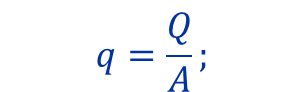 q = Q/A;